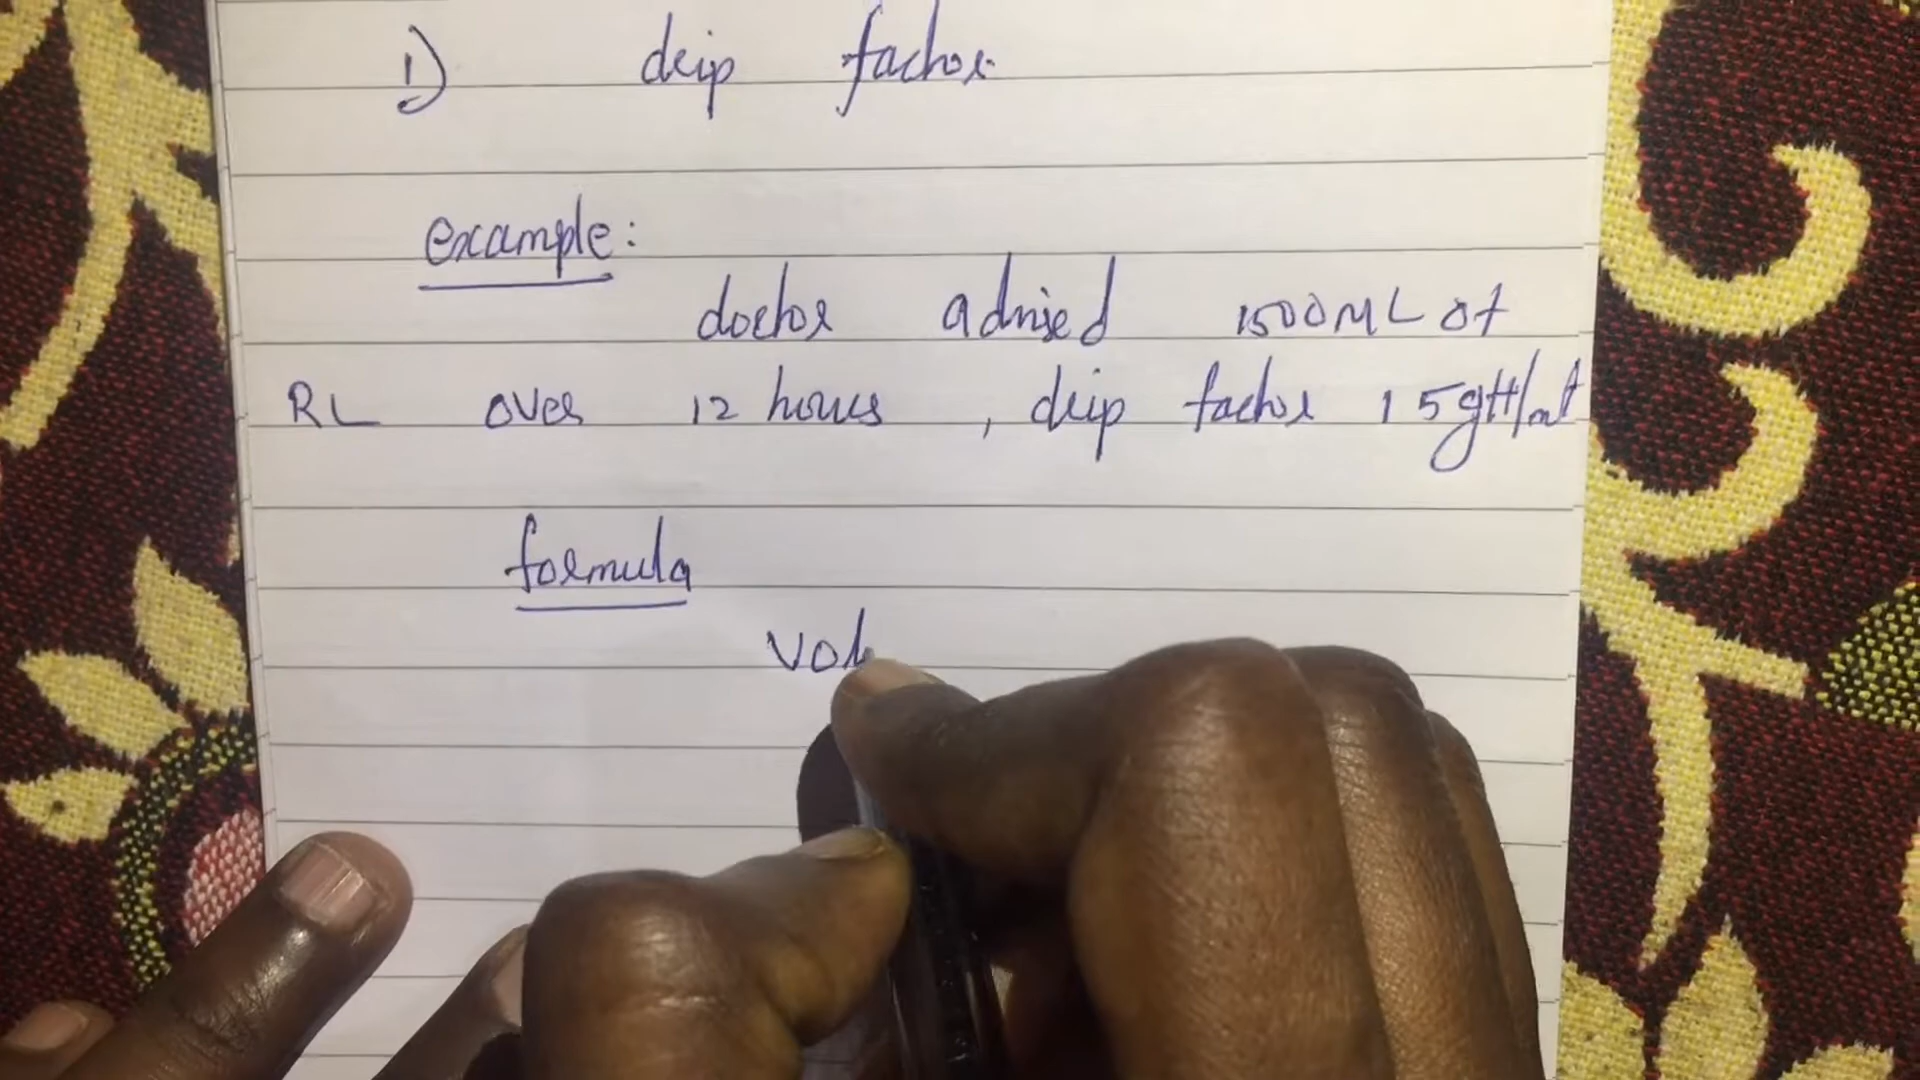 1) drip factor
example:
doctor advised 1500ML of
RL over 12 hours , drip factor 15gtt/ml
formula
vol